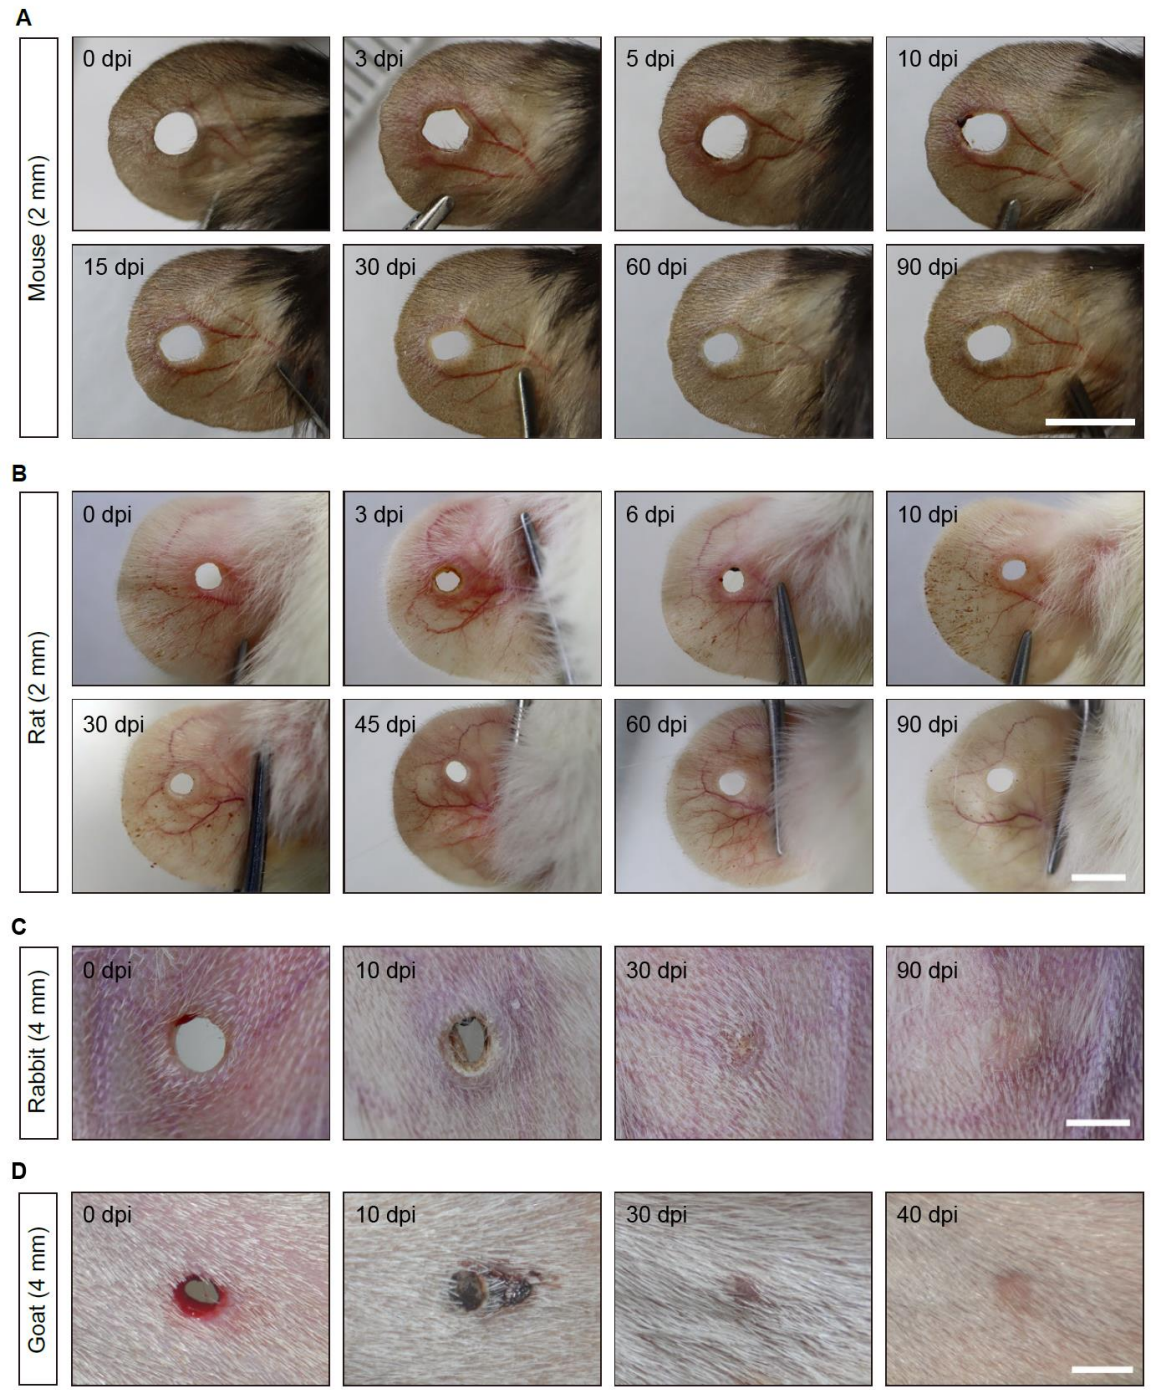 A
Mouse (2 mm)
0 dpi
3 dpi
5 dpi
10 dpi
15 dpi
30 dpi
60 dpi
90 dpi
B
Rat (2 mm)
0 dpi
3 dpi
6 dpi
10 dpi
30 dpi
45 dpi
60 dpi
90 dpi
C
Rabbit (4 mm)
0 dpi
10 dpi
30 dpi
90 dpi
D
Goat (4 mm)
0 dpi
10 dpi
30 dpi
40 dpi